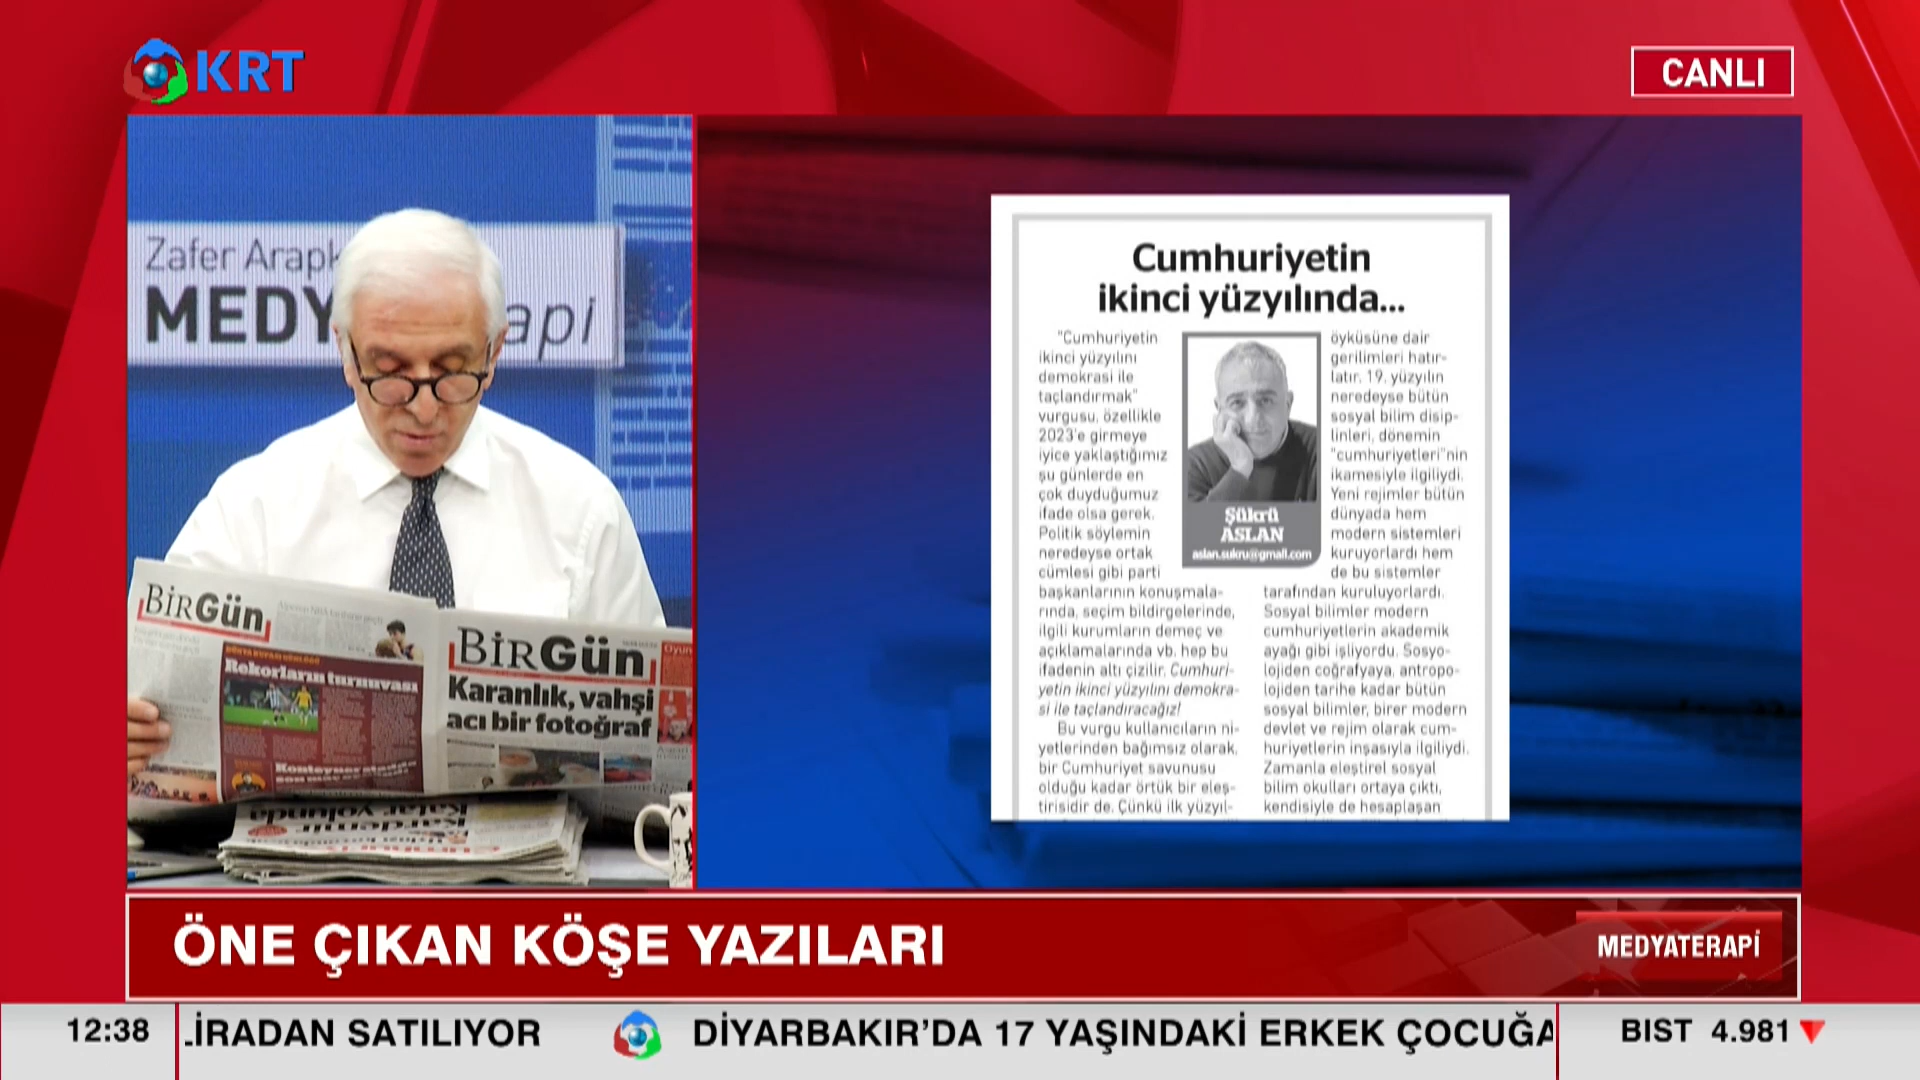 KRT
CANLI
Zafer Arapk
MEDY
api
BİRGün
Rekorların turnuvası
BİRGün
Karanlık, vahşi
acı bir fotoğraf
Kardemir
Katar yolunda
Cumhuriyetin
ikinci yüzyılında...
"Cumhuriyetin
ikinci yüzyılını
demokrasi ile
taçlandırmak"
vurgusu, özellikle
2023'e girmeye
iyice yaklaştığımız
şu günlerde en
çok duyduğumuz
ifade olsa gerek.
Politik söylemin
neredeyse ortak
cümlesi gibi parti
başkanlarının konuşmala-
rında, seçim bildirgelerinde,
ilgili kurumların demeç ve
açıklamalarında vb. hep bu
ifadenin altı çizilir. Cumhuri-
yetin ikinci yüzyılını demokra-
si ile taçlandıracağız!
Bu vurgu kullanıcıların ni-
yetlerinden bağımsız olarak,
bir Cumhuriyet savunusu
olduğu kadar örtük bir eleş-
tirisidir de. Çünkü ilk yüzyıl-
Şükrü
ASLAN
aslan.sukru@gmail.com
öyküsüne dair
gerilimleri hatır-
latır. 19. yüzyılın
neredeyse bütün
sosyal bilim disip-
linleri, dönemin
"cumhuriyetleri"nin
ikamesiyle ilgiliydi.
Yeni rejimler bütün
dünyada hem
modern sistemleri
kuruyorlardı hem
de bu sistemler
tarafından kuruluyorlardı.
Sosyal bilimler modern
cumhuriyetlerin akademik
ayağı gibi işliyordu. Sosyo-
lojiden coğrafyaya, antropo-
lojiden tarihe kadar bütün
sosyal bilimler, birer modern
devlet ve rejim olarak cum-
huriyetlerin inşasıyla ilgiliydi.
Zamanla eleştirel sosyal
bilim okulları ortaya çıktı,
kendisiyle de hesaplaşan
ÖNE ÇIKAN KÖŞE YAZILARI
MEDYATERAPİ
12:38
LİRADAN SATILIYOR
DİYARBAKIR'DA 17 YAŞINDAKİ ERKEK ÇOCUĞA
BIST 4.981